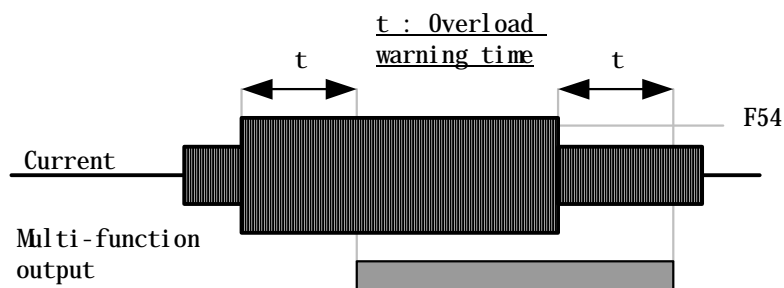 t : Overload
warning time
t
t
F54
Current
Multi-function
output